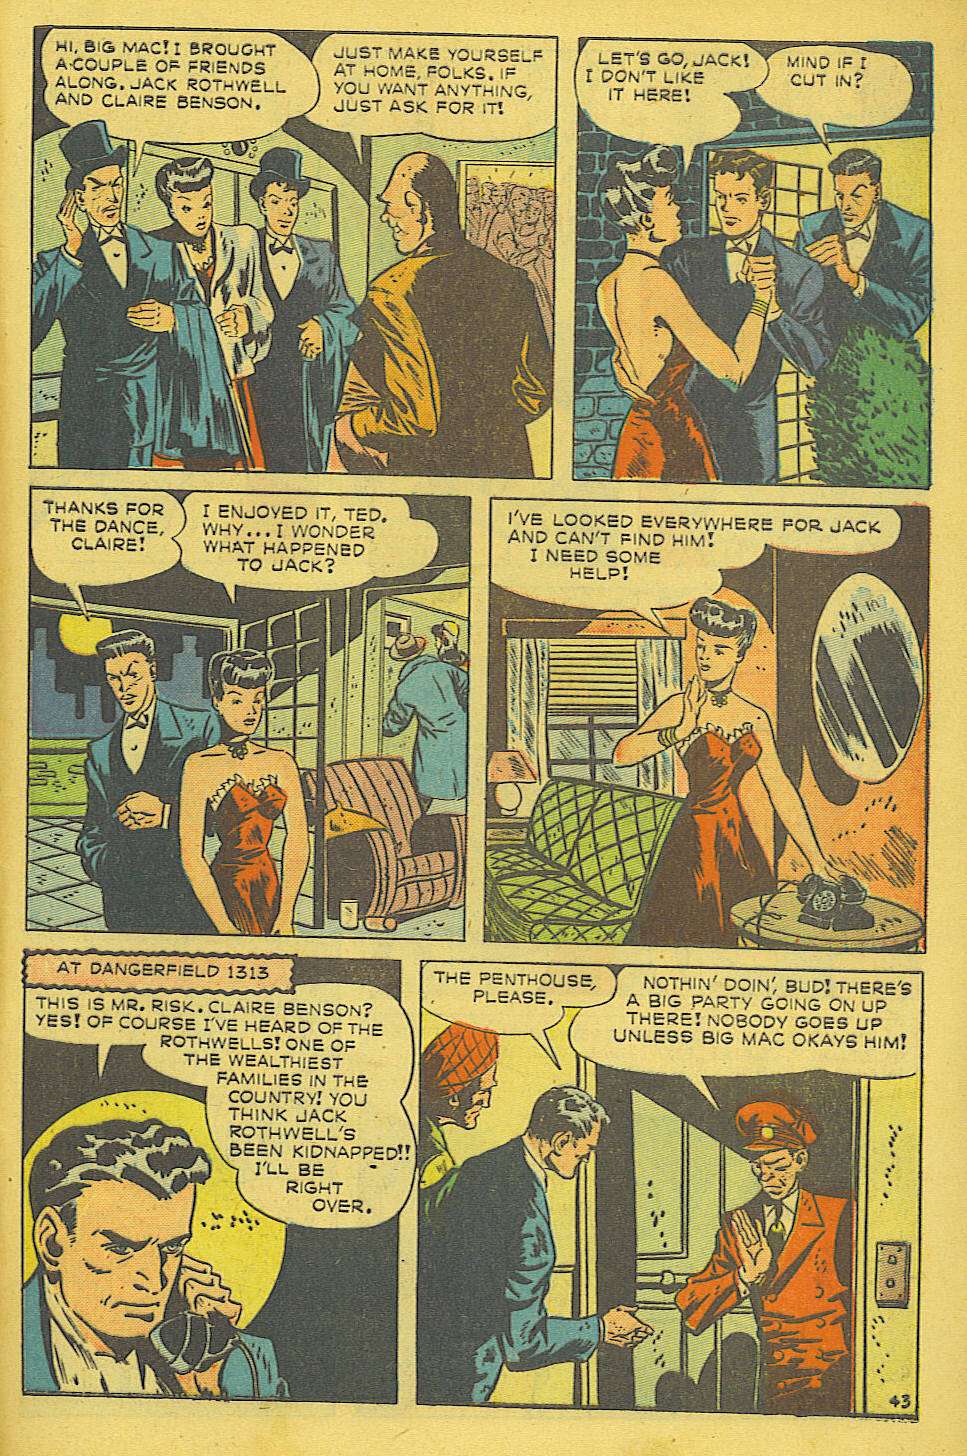 HI, BIG MAC! I BROUGHT
A COUPLE OF FRIENDS
ALONG. JACK ROTHWELL
AND CLAIRE BENSON.
JUST MAKE YOURSELF
AT HOME, FOLKS. IF
YOU WANT ANYTHING,
JUST ASK FOR IT!
LET'S GO, JACK!
I DON'T LIKE
IT HERE!
MIND IF I
CUT IN?
THANKS FOR
THE DANCE,
CLAIRE!
I ENJOYED IT, TED.
WHY... I WONDER
WHAT HAPPENED
TO JACK?
I'VE LOOKED EVERYWHERE FOR JACK
AND CAN'T FIND HIM!
I NEED SOME
HELP!
AT DANGERFIELD 1313
THIS IS MR. RISK. CLAIRE BENSON?
YES! OF COURSE I'VE HEARD OF THE
ROTHWELLS! ONE OF
THE WEALTHIEST
FAMILIES IN THE
COUNTRY! YOU
THINK JACK
ROTHWELL'S
BEEN KIDNAPPED!!
I'LL BE
RIGHT
OVER.
THE PENTHOUSE,
PLEASE.
NOTHIN' DOIN', BUD! THERE'S
A BIG PARTY GOING ON UP
THERE! NOBODY GOES UP
UNLESS BIG MAC OKAYS HIM!
43